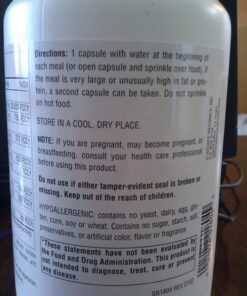 Directions: 1 capsule with water at the beginning of
each meal (or open capsule and sprinkle over food). If
the meal is very large or unusually high in fat or pro-
tein, a second capsule can be taken. Do not sprinkle
on hot food.
STORE IN A COOL, DRY PLACE.
NOTE: If you are pregnant, may become pregnant, or
breastfeeding, consult your health care professional
before using this product.
Do not use if either tamper-evident seal is broken or
missing. Keep out of the reach of children.
HYPOALLERGENIC: contains no yeast, dairy, egg, glu-
ten, corn, soy or wheat. Contains no sugar, starch, salt,
preservatives, or artificial color, flavor or fragrance.
*These statements have not been evaluated by
the Food and Drug Administration. This product
is not intended to diagnose, treat, cure or prevent
any disease.